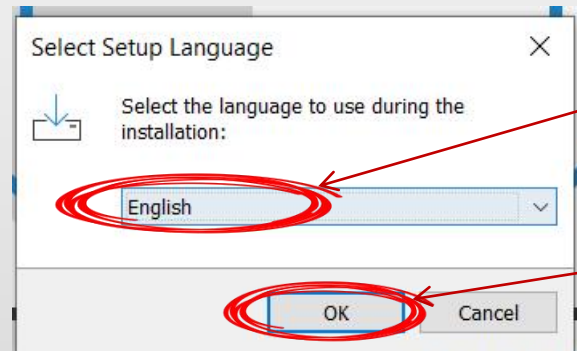 Select Setup Language
Select the language to use during the
installation:
English
OK Cancel